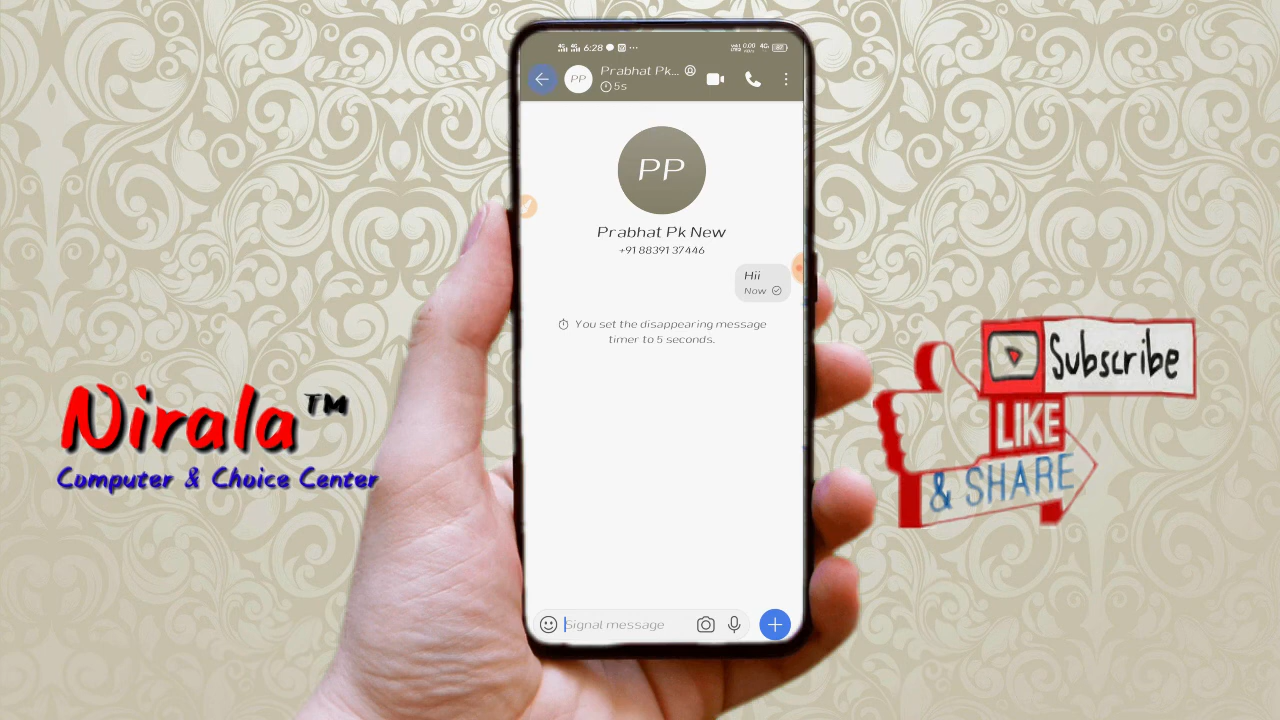 6:28
Prabhat Pk...
5s
PP
PP
Prabhat Pk New
+91 88391 37446
Hii
Now
You set the disappearing message
timer to 5 seconds.
Signal message
Nirala™
Computer & Choice Center
Subscribe
LIKE
& SHARE